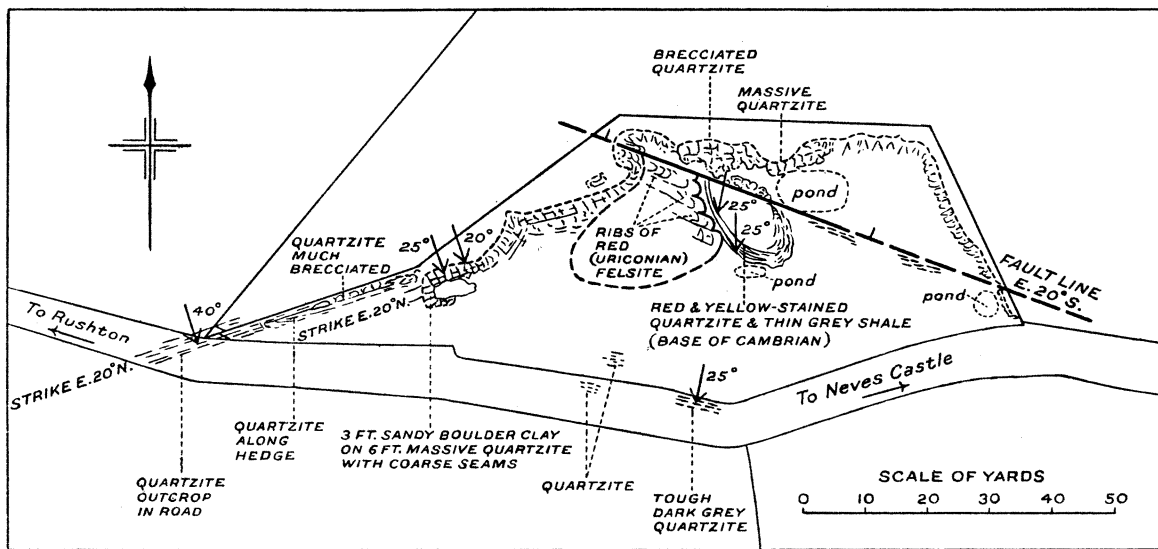 BRECCIATED
QUARTZITE
MASSIVE
QUARTZITE
pond
25°
25°
RIBS OF
RED
(URICONIAN)
FELSITE
pond
QUARTZITE
MUCH
BRECCIATED
25°
20°
FAULT LINE
E. 20° S.
pond
RED & YELLOW-STAINED
QUARTZITE & THIN GREY SHALE
(BASE OF CAMBRIAN)
40°
To Rushton
STRIKE E. 20° N.
STRIKE E. 20° N.
25°
To Neves Castle
QUARTZITE
ALONG
HEDGE
3 FT. SANDY BOULDER CLAY
ON 6 FT. MASSIVE QUARTZITE
WITH COARSE SEAMS
QUARTZITE
OUTCROP
IN ROAD
QUARTZITE
TOUGH
DARK GREY
QUARTZITE
SCALE OF YARDS
0 10 20 30 40 50